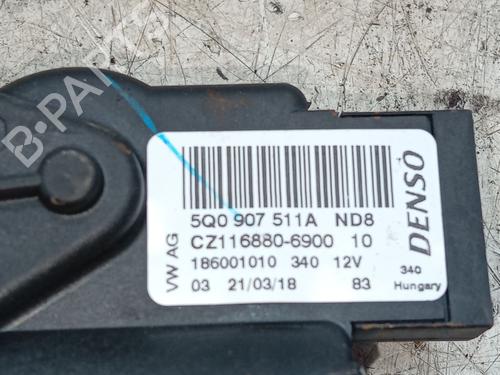 B-PARTS
5Q0 907 511A ND8
CZ116880-6900 10
186001010 340 12V
03 21/03/18 83
VW AG
DENSO
340
Hungary